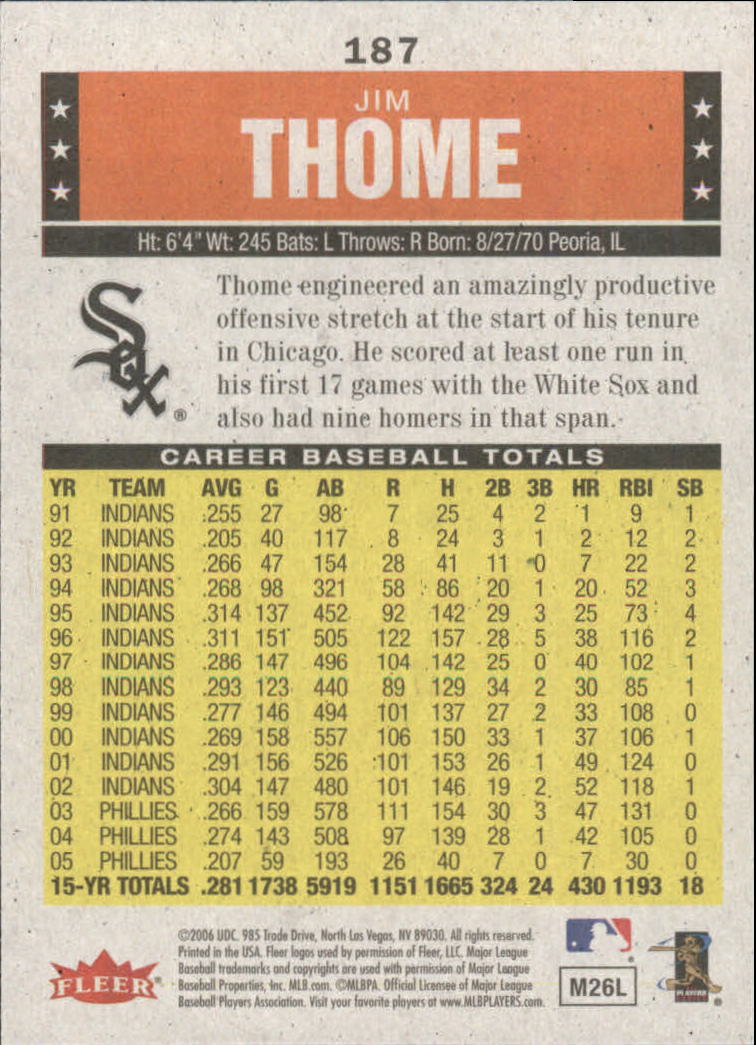 187
JIM
THOME
Ht: 6'4" Wt: 245 Bats: L Throws: R Born: 8/27/70 Peoria, IL
Sox ®
Thome engineered an amazingly productive
offensive stretch at the start of his tenure
in Chicago. He scored at least one run in
his first 17 games with the White Sox and
also had nine homers in that span.
CAREER BASEBALL TOTALS
YR TEAM AVG G AB R H 2B 3B HR RBI SB
91 INDIANS .255 27 98 7 25 4 2 1 9 1
92 INDIANS .205 40 117 8 24 3 1 2 12 2
93 INDIANS .266 47 154 28 41 11 0 7 22 2
94 INDIANS .268 98 321 58 86 20 1 20 52 3
95 INDIANS .314 137 452 92 142 29 3 25 73 4
96 INDIANS .311 151 505 122 157 28 5 38 116 2
97 INDIANS .286 147 496 104 142 25 0 40 102 1
98 INDIANS .293 123 440 89 129 34 2 30 85 1
99 INDIANS .277 146 494 101 137 27 2 33 108 0
00 INDIANS .269 158 557 106 150 33 1 37 106 1
01 INDIANS .291 156 526 101 153 26 1 49 124 0
02 INDIANS .304 147 480 101 146 19 2 52 118 1
03 PHILLIES .266 159 578 111 154 30 3 47 131 0
04 PHILLIES .274 143 508 97 139 28 1 42 105 0
05 PHILLIES .207 59 193 26 40 7 0 7 30 0
15-YR TOTALS .281 1738 5919 1151 1665 324 24 430 1193 18
©2006 UDC. 985 Trade Drive, North Las Vegas, NV 89030. All rights reserved.
Printed in the USA. Fleer logos used by permission of Fleer, LLC. Major League
Baseball trademarks and copyrights are used with permission of Major League
Baseball Properties, Inc. MLB.com. ©MLBPA. Official Licensee of Major League
Baseball Players Association. Visit your favorite players at www.MLBPLAYERS.com.
FLEER®
M26L